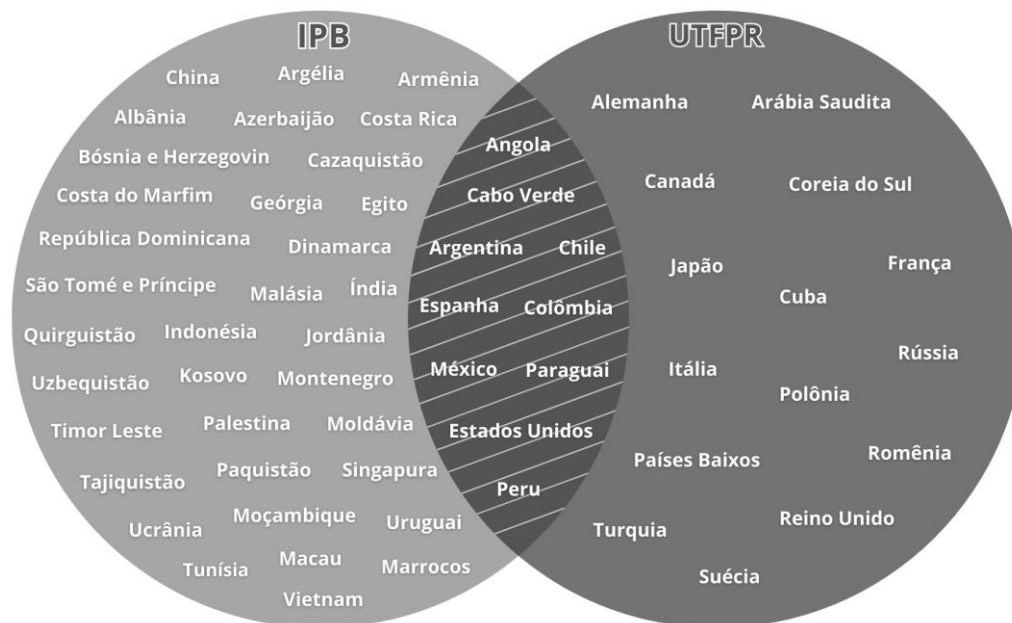 IPB
UTFPR
China
Argélia
Armênia
Albânia
Azerbaijão
Costa Rica
Bósnia e Herzegovin
Cazaquistão
Costa do Marfim
Geórgia
Egito
República Dominicana
Dinamarca
São Tomé e Príncipe
Malásia
Índia
Quirguistão
Indonésia
Jordânia
Uzbequistão
Kosovo
Montenegro
Timor Leste
Palestina
Moldávia
Tajiquistão
Paquistão
Singapura
Ucrânia
Moçambique
Uruguai
Tunísia
Macau
Marrocos
Vietnam
Angola
Cabo Verde
Argentina
Chile
Espanha
Colômbia
México
Paraguai
Estados Unidos
Peru
Alemanha
Arábia Saudita
Canadá
Coreia do Sul
Japão
França
Cuba
Rússia
Itália
Polônia
Países Baixos
Romênia
Turquia
Reino Unido
Suécia